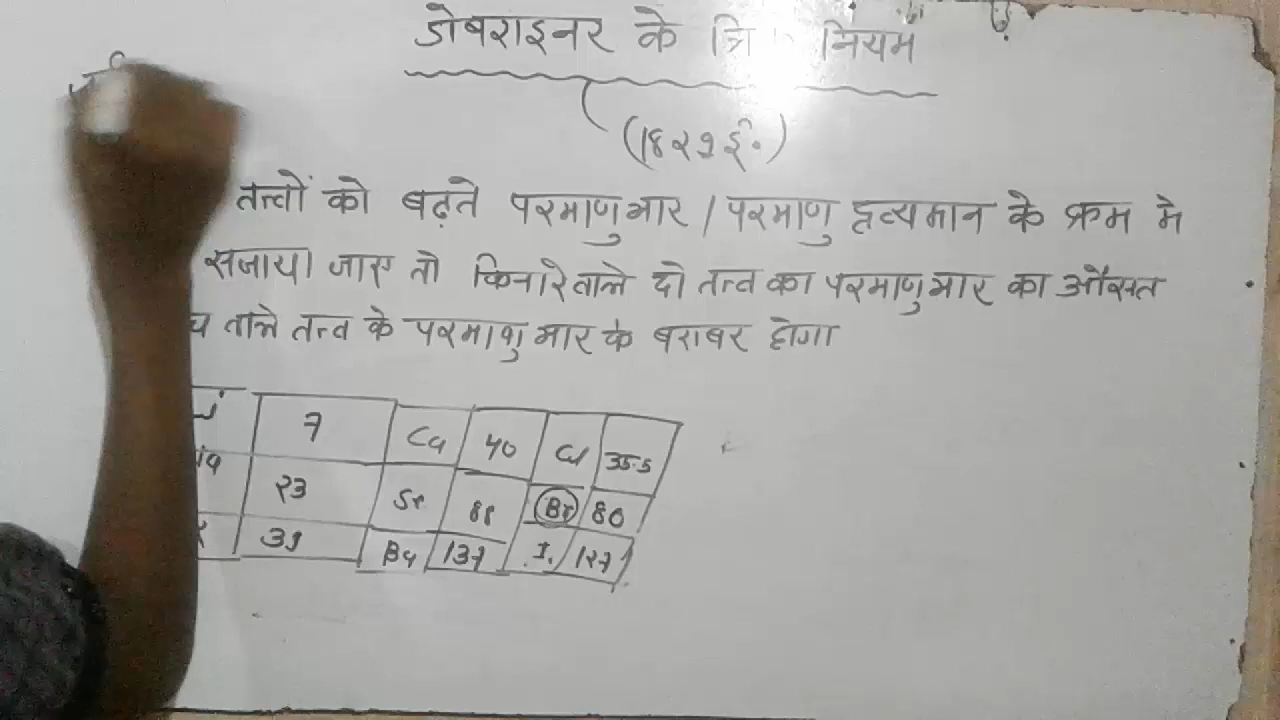 डोबराइनर के त्रि नियम
(1829 ई.)
तत्वों को बढ़ते परमाणुभार / परमाणु द्रव्यमान के क्रम मे
सजाया जाए तो किनारेवाले दो तत्व का परमाणुभार का औसत
वाले तत्व के परमाणु भार के बराबर होगा
7 Ca 40 Cl 35.5
23 Sr 88 Br 80
39 Ba 137 I. 127